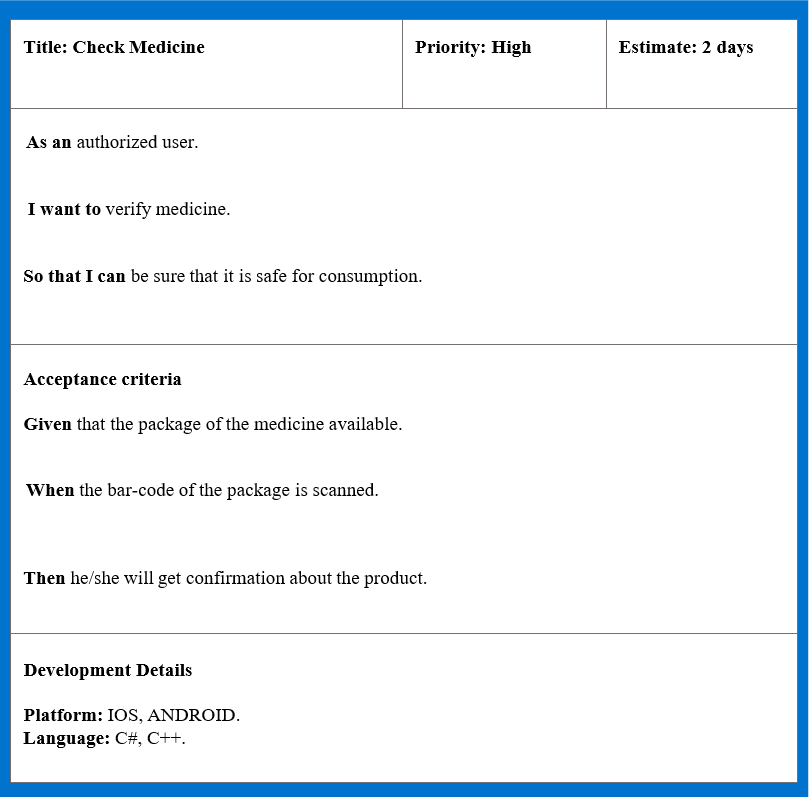 Title: Check Medicine Priority: High Estimate: 2 days
As an authorized user.
I want to verify medicine.
So that I can be sure that it is safe for consumption.
Acceptance criteria
Given that the package of the medicine available.
When the bar-code of the package is scanned.
Then he/she will get confirmation about the product.
Development Details
Platform: IOS, ANDROID.
Language: C#, C++.